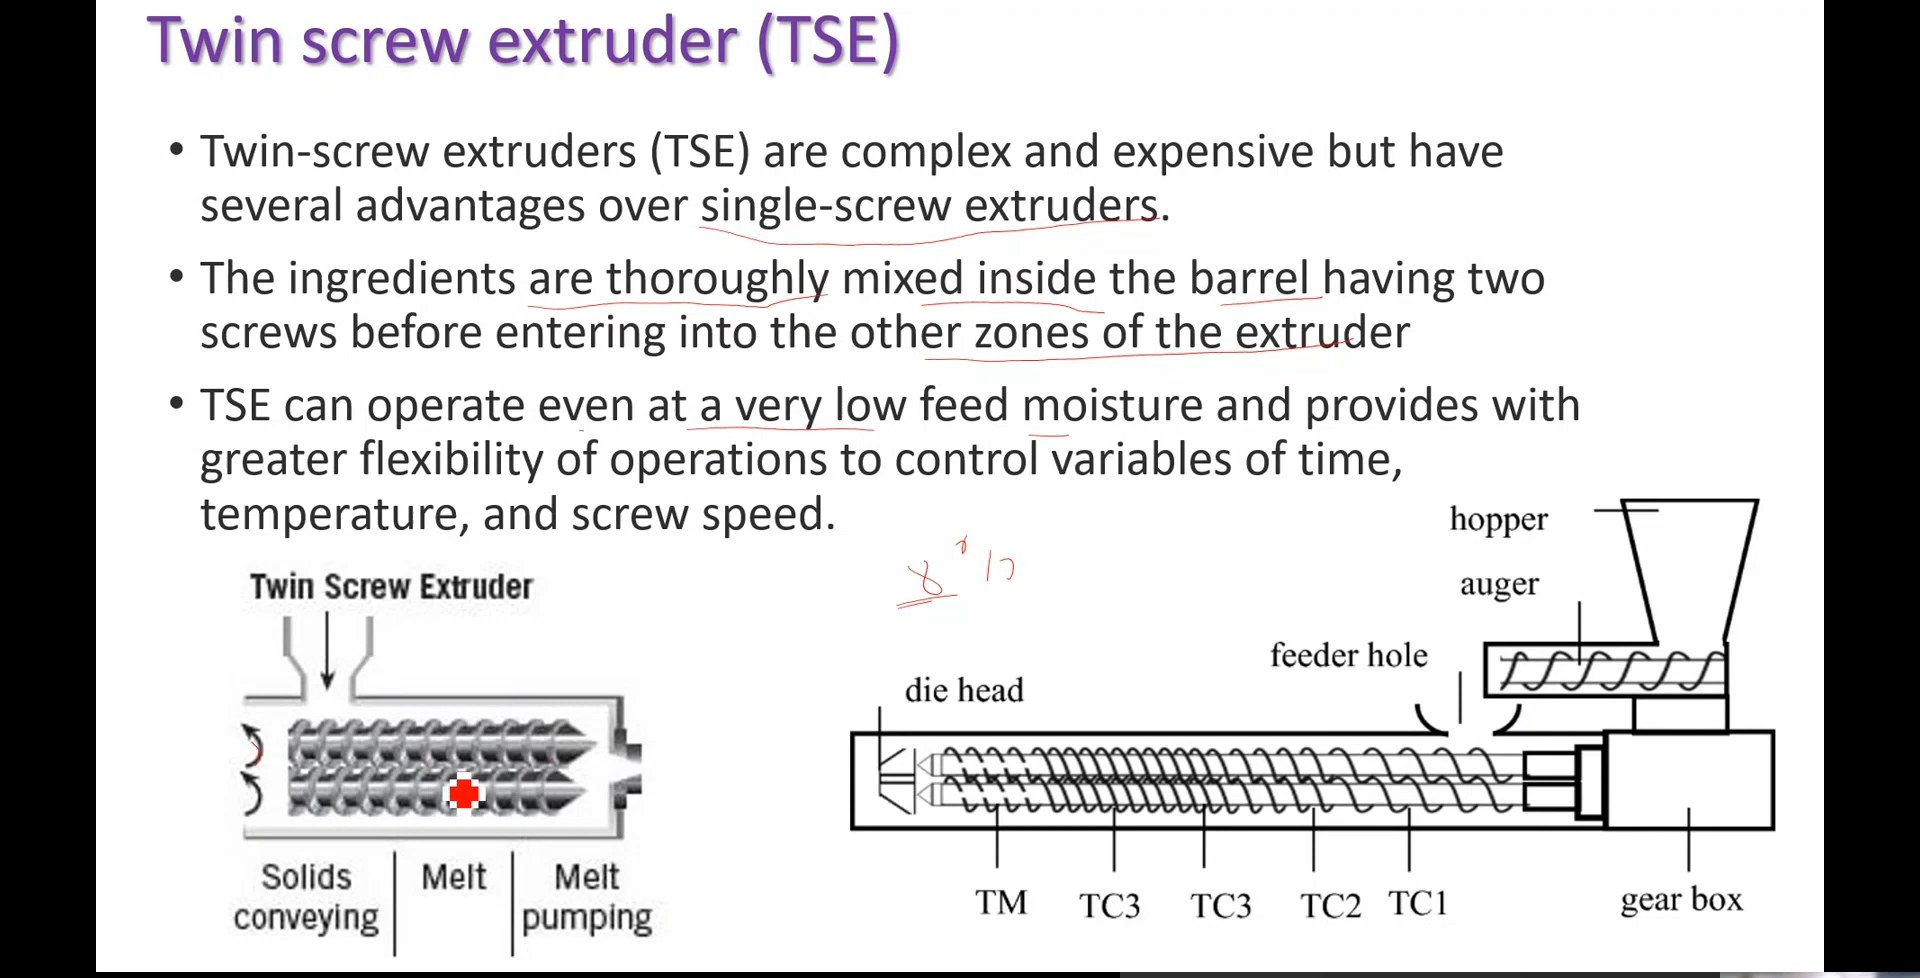 Twin screw extruder (TSE)
• Twin-screw extruders (TSE) are complex and expensive but have
several advantages over single-screw extruders.
• The ingredients are thoroughly mixed inside the barrel having two
screws before entering into the other zones of the extruder
• TSE can operate even at a very low feed moisture and provides with
greater flexibility of operations to control variables of time,
temperature, and screw speed.
Twin Screw Extruder
Solids
conveying
Melt
Melt
pumping
hopper
auger
feeder hole
die head
TM
TC3
TC3
TC2
TC1
gear box